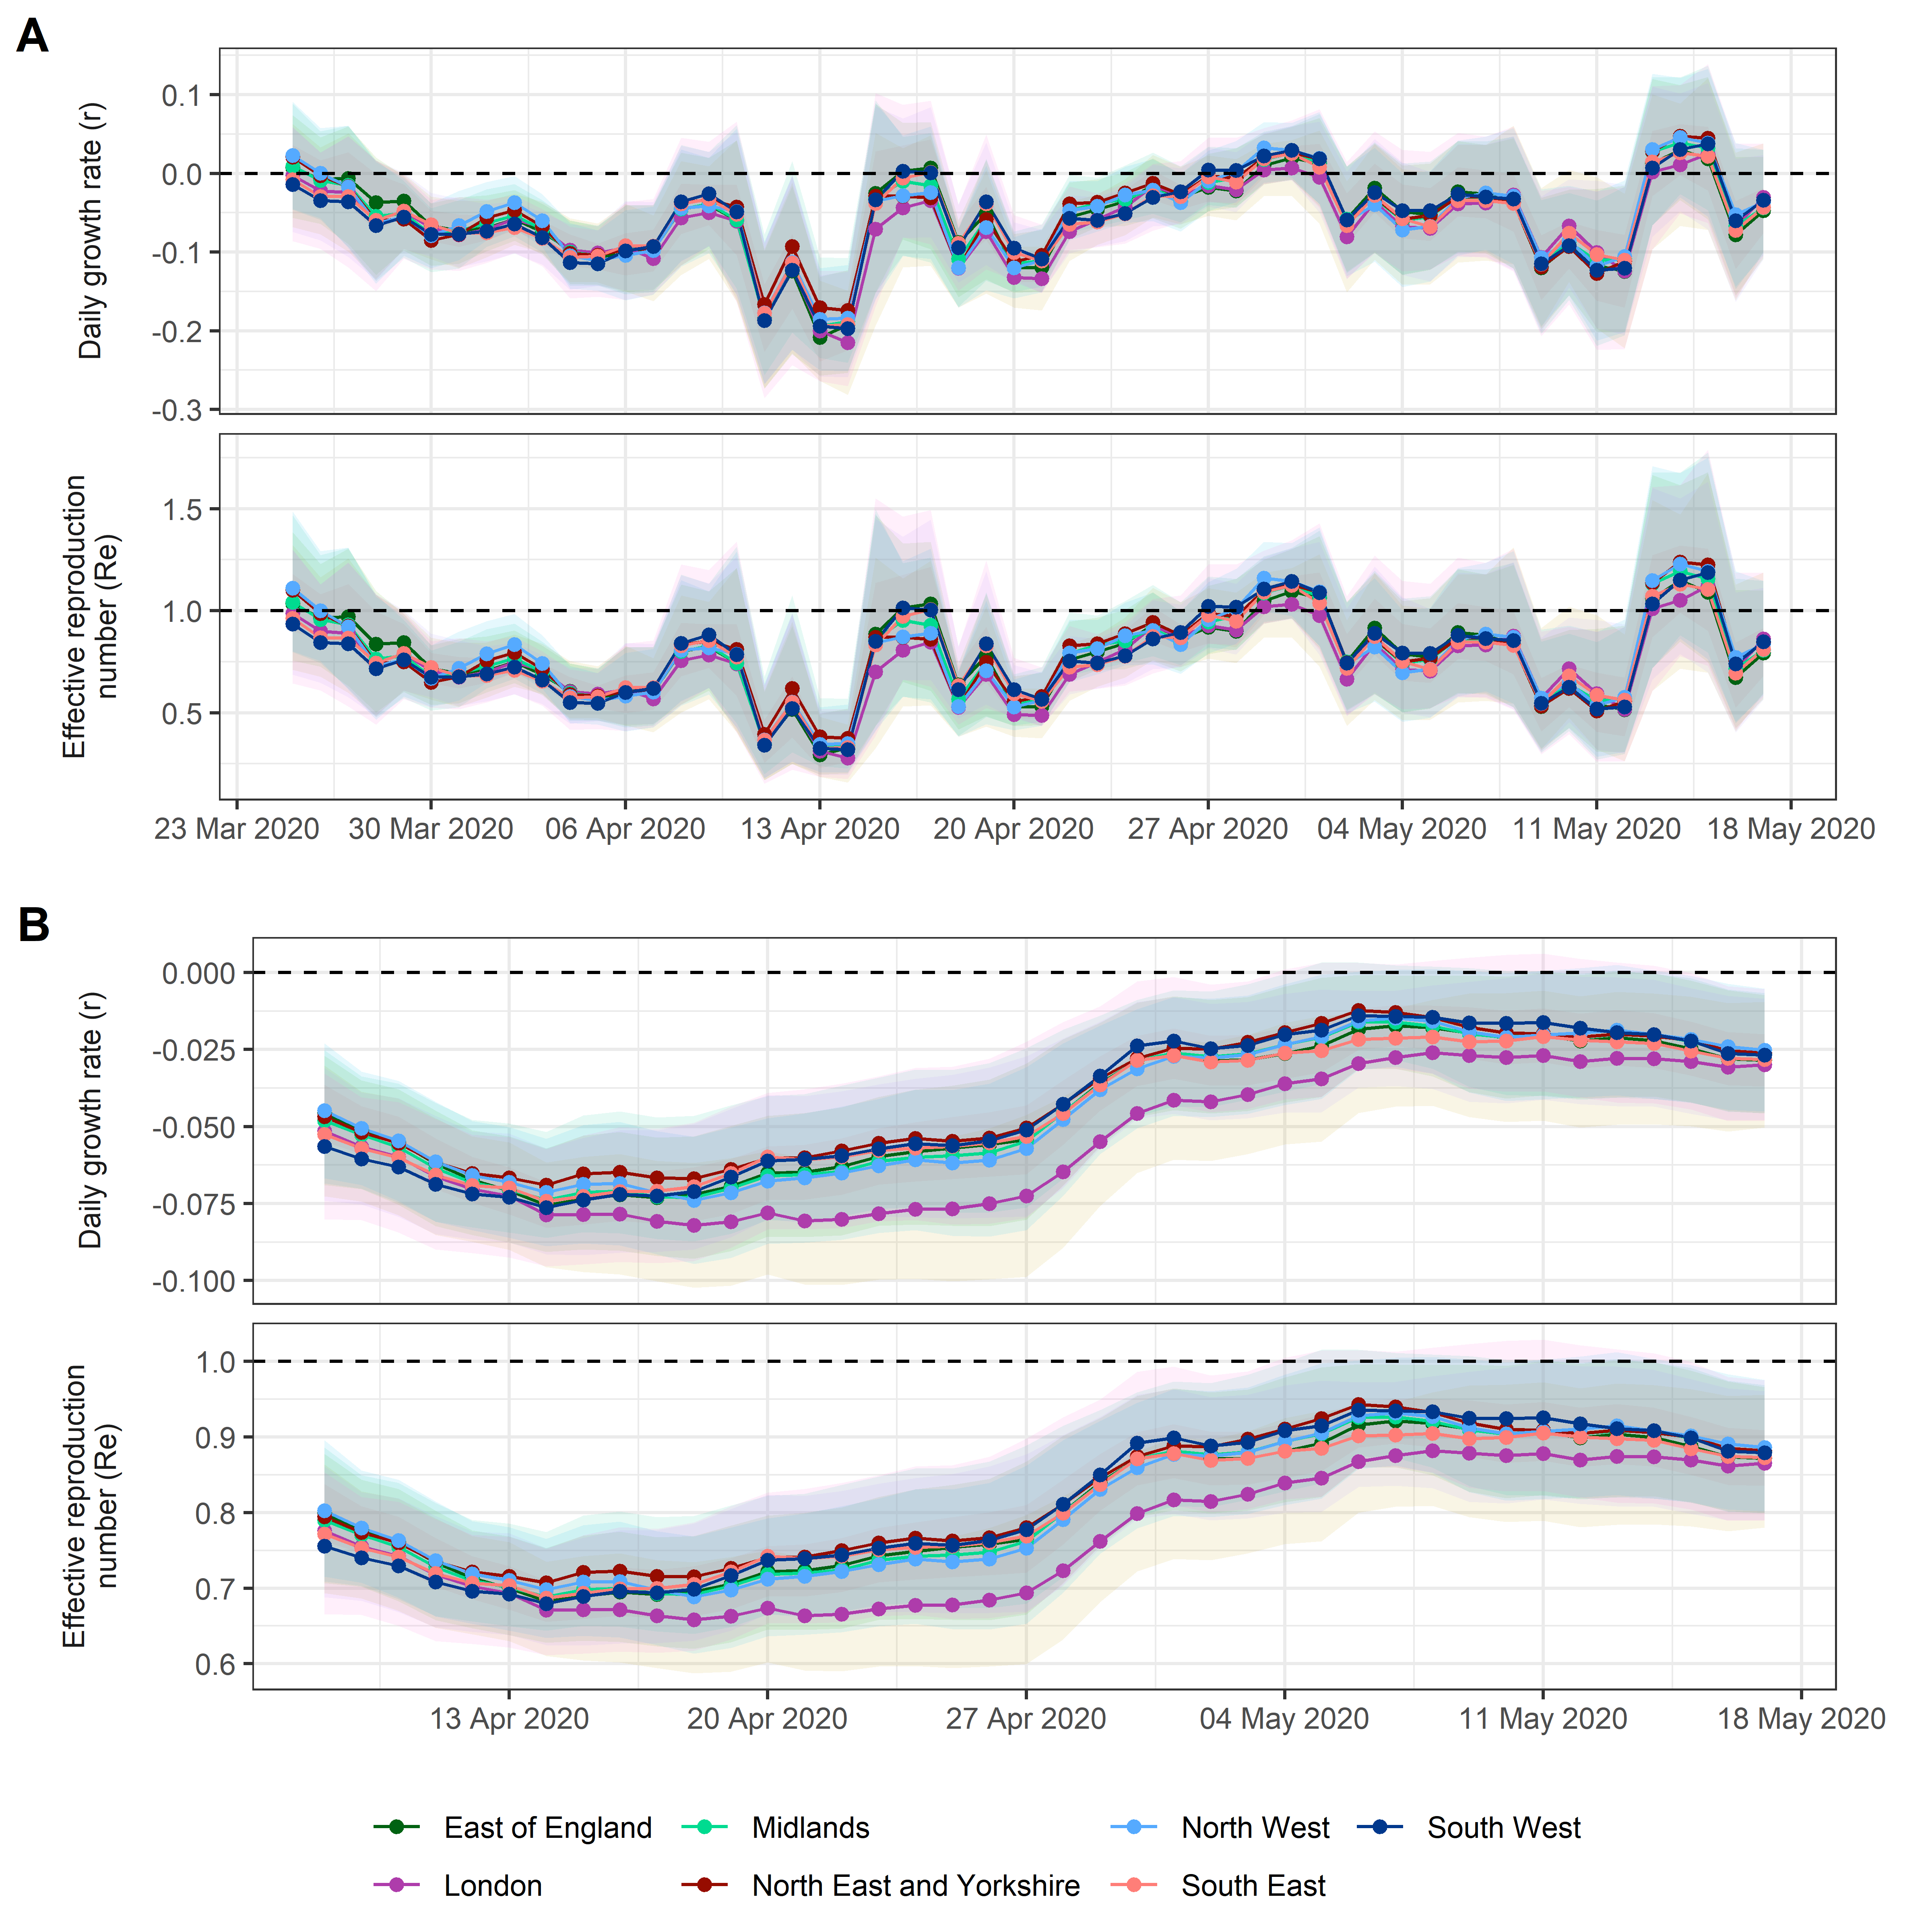 A
Daily growth rate (r)
0.1
0.0
-0.1
-0.2
-0.3
Effective reproduction
number (Re)
1.5
1.0
0.5
23 Mar 2020 30 Mar 2020 06 Apr 2020 13 Apr 2020 20 Apr 2020 27 Apr 2020 04 May 2020 11 May 2020 18 May 2020
B
Daily growth rate (r)
0.000
-0.025
-0.050
-0.075
-0.100
Effective reproduction
number (Re)
1.0
0.9
0.8
0.7
0.6
13 Apr 2020 20 Apr 2020 27 Apr 2020 04 May 2020 11 May 2020 18 May 2020
East of England Midlands North West South West
London North East and Yorkshire South East